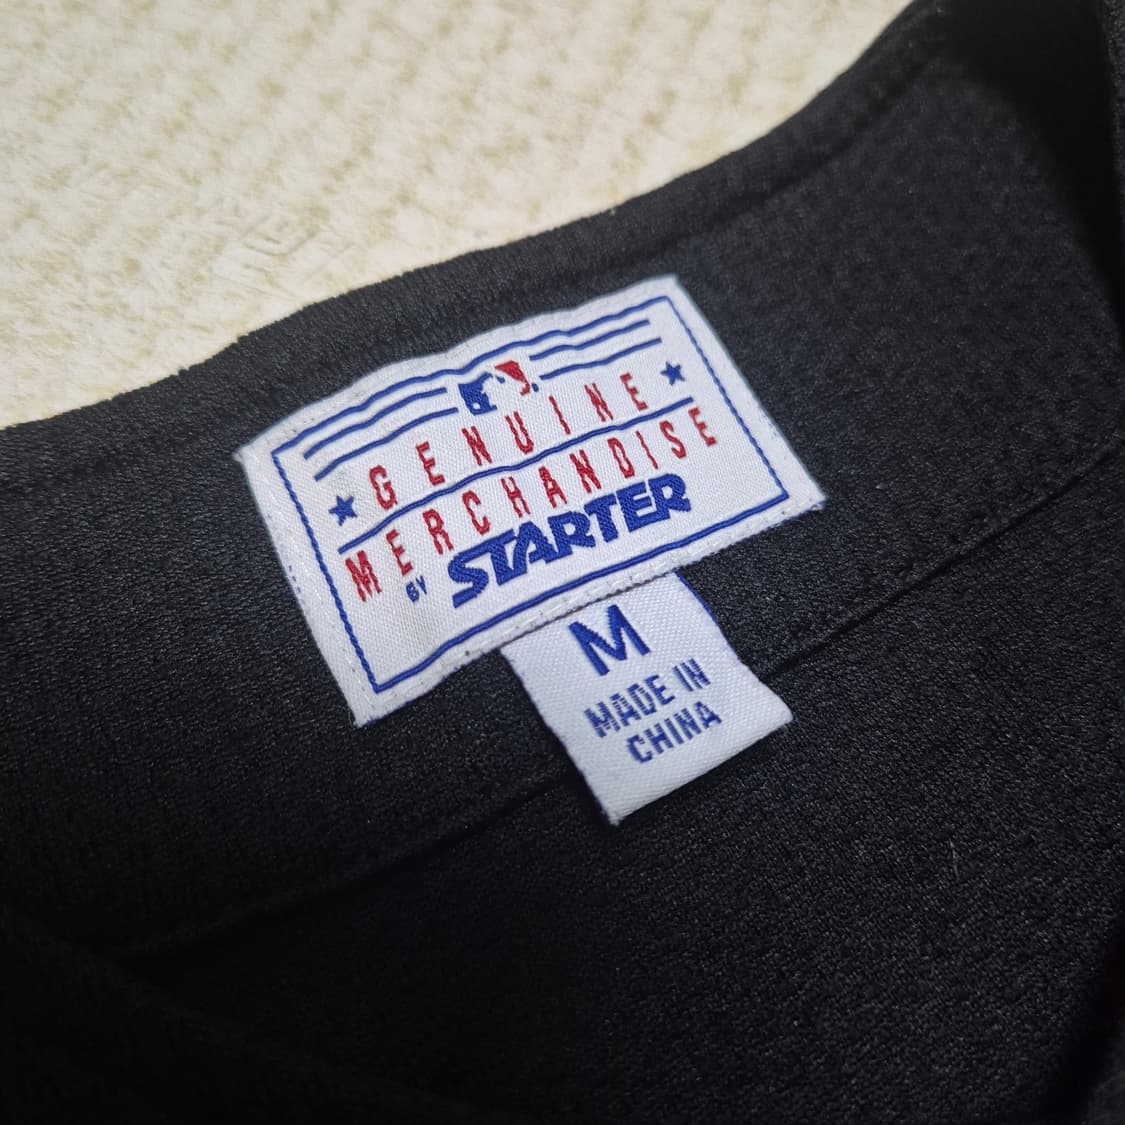 GENUINE
MERCHANDISE
BY STARTER
M
MADE IN
CHINA